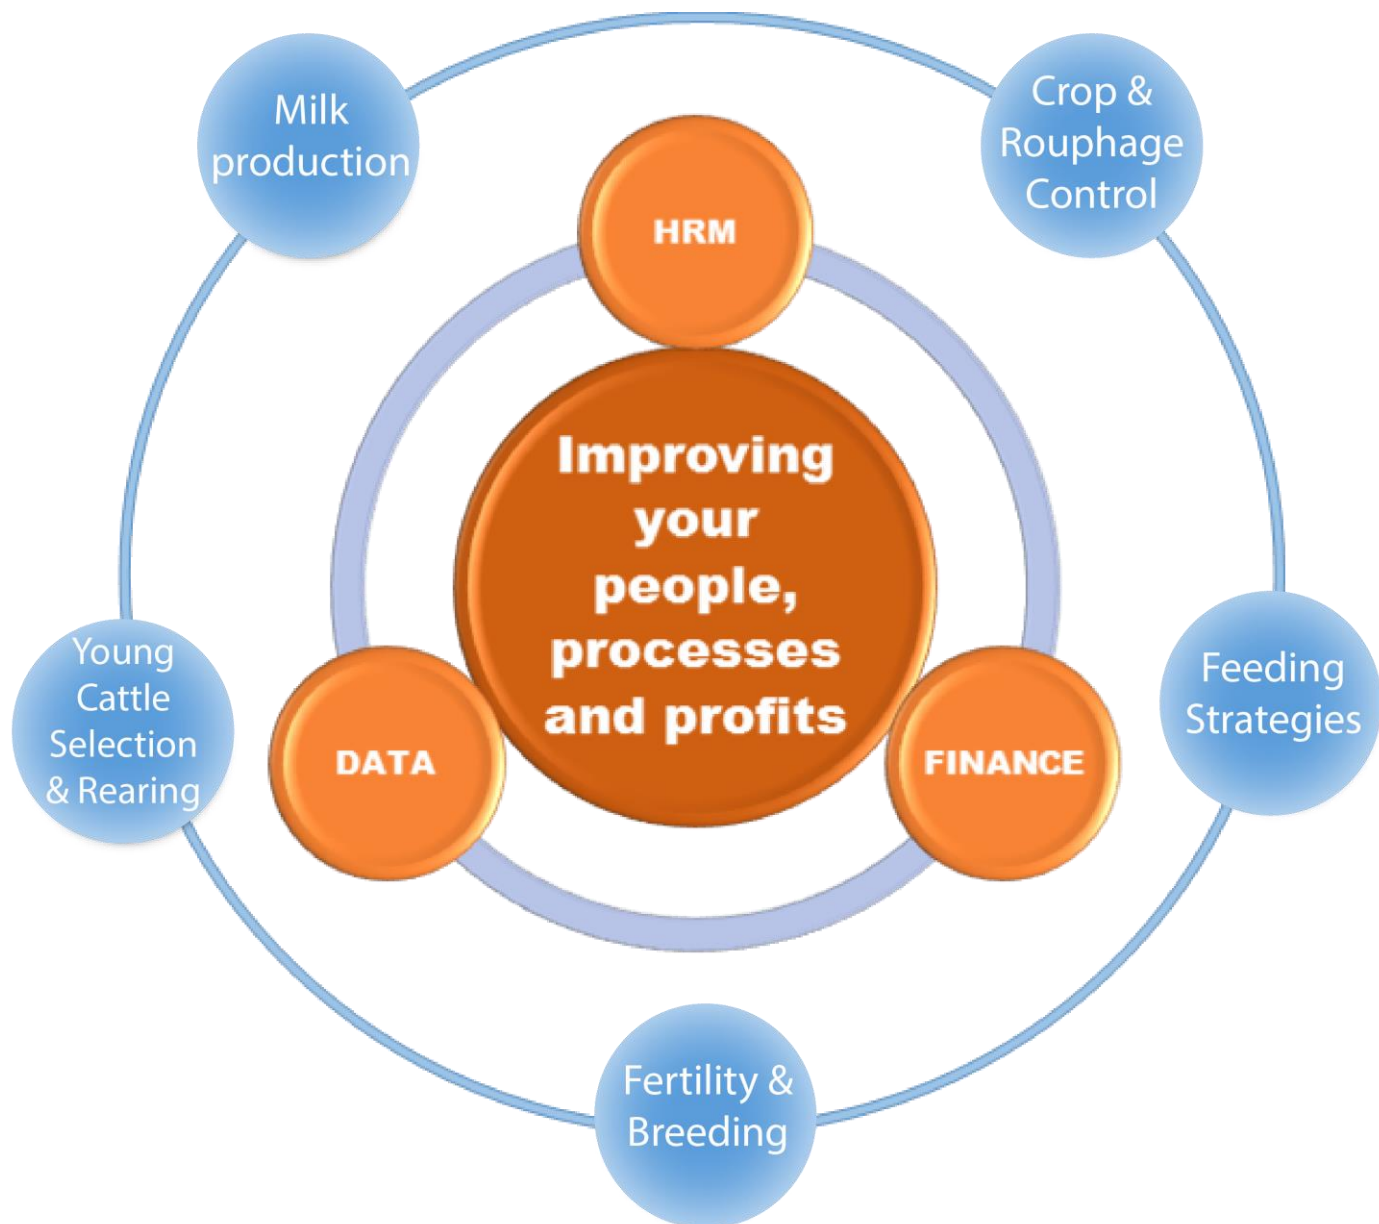 Milk
production
Crop &
Rouphage
Control
HRM
Improving
your
people,
processes
and profits
Young
Cattle
Selection
& Rearing
DATA
FINANCE
Feeding
Strategies
Fertility &
Breeding